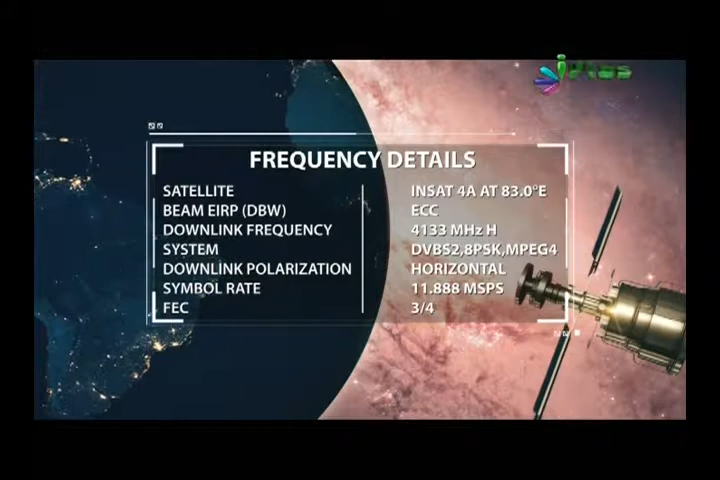 iPlus
FREQUENCY DETAILS
SATELLITE INSAT 4A AT 83.0°E
BEAM EIRP (DBW) ECC
DOWNLINK FREQUENCY 4133 MHz H
SYSTEM DVBS2,8PSK,MPEG4
DOWNLINK POLARIZATION HORIZONTAL
SYMBOL RATE 11.888 MSPS
FEC 3/4